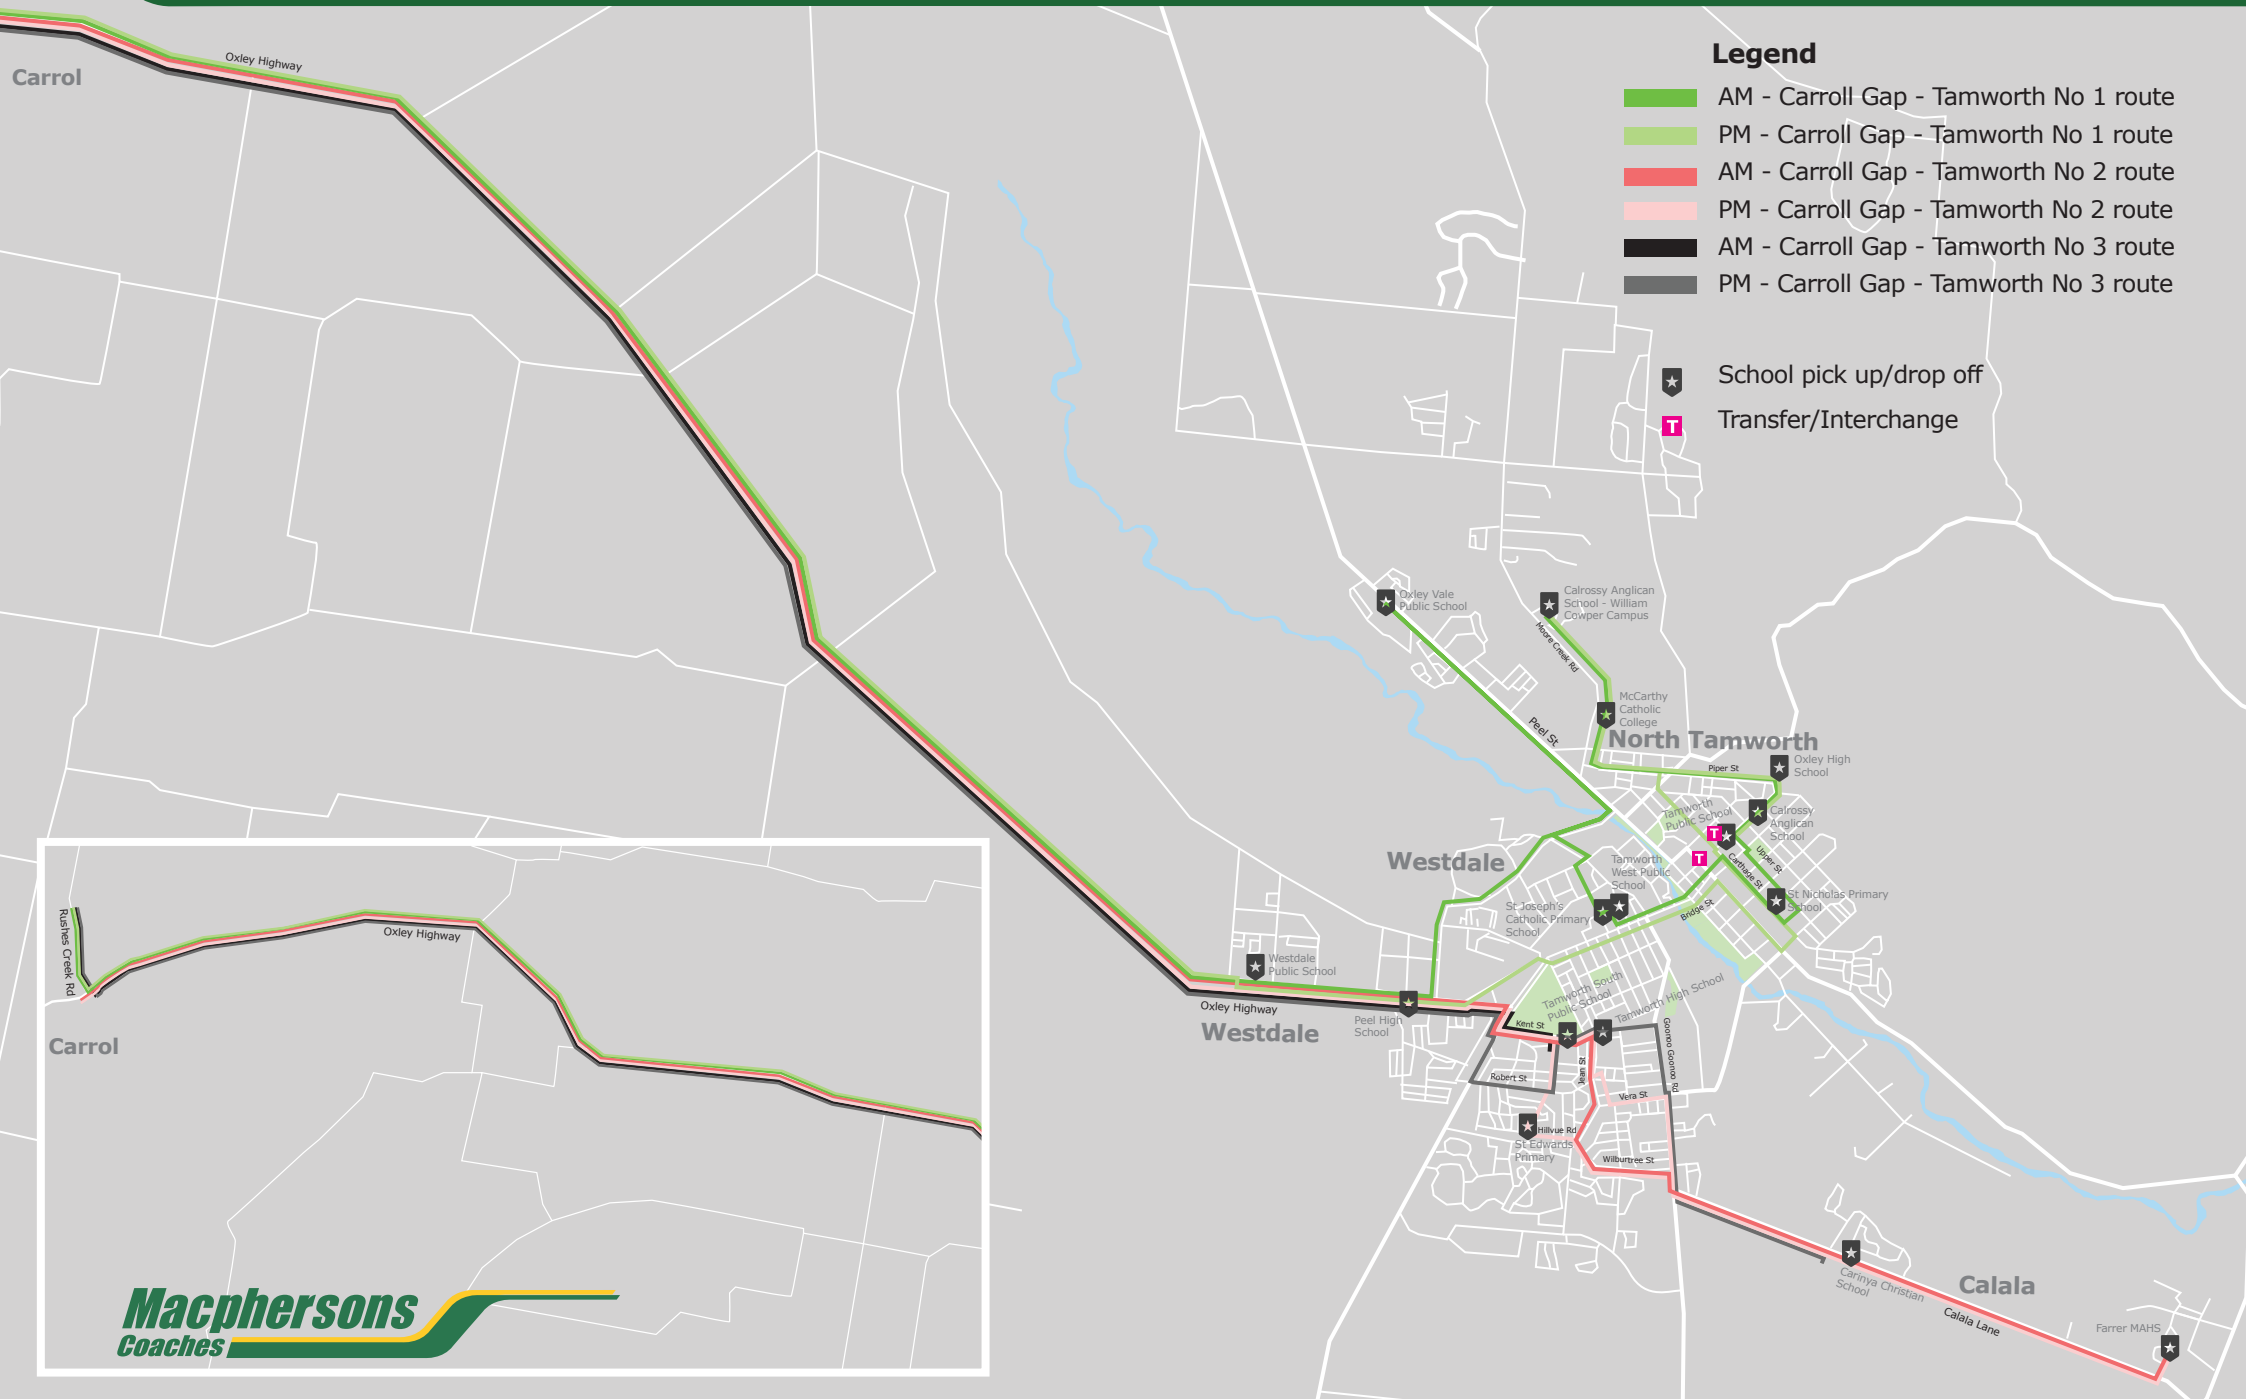 Legend
AM - Carroll Gap - Tamworth No 1 route
PM - Carroll Gap - Tamworth No 1 route
AM - Carroll Gap - Tamworth No 2 route
PM - Carroll Gap - Tamworth No 2 route
AM - Carroll Gap - Tamworth No 3 route
PM - Carroll Gap - Tamworth No 3 route
School pick up/drop off
T
Transfer/Interchange
Oxley Highway
Carrol
Oxley Vale
Public School
Calrossy Anglican
School - William
Cowper Campus
Moore Creek Rd
McCarthy
Catholic
College
Peel St
North Tamworth
Piper St
Oxley High
School
Tamworth
Public School
Calrossy
Anglican
School
T
T
Upper St
Carthage St
Westdale
Tamworth
West Public
School
St Nicholas Primary
School
St Joseph's
Catholic Primary
School
Bridge St
Westdale
Public School
Oxley Highway
Westdale
Peel High
School
Tamworth South
Public School
Tamworth High School
Kent St
Goonoo Goonoo Rd
Jean St
Robert St
Vera St
Hillvue Rd
St Edwards
Primary
Wilburtree St
Carinya Christian
School
Calala
Calala Lane
Farrer MAHS
Rushes Creek Rd
Oxley Highway
Carrol
Macphersons
Coaches